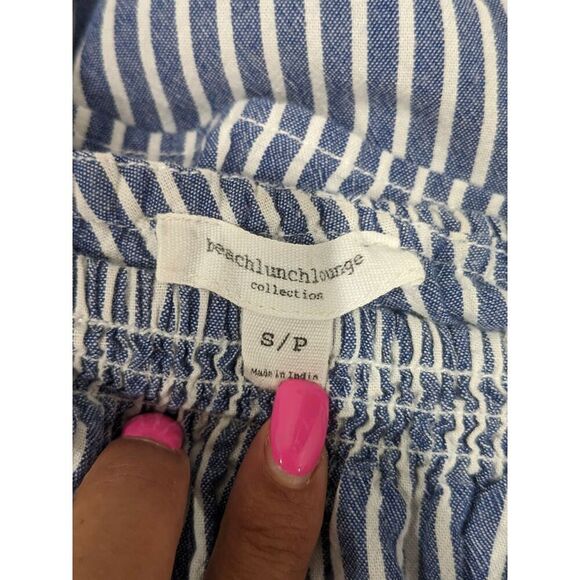 beachlunchlounge
collection
S/P
Made in India